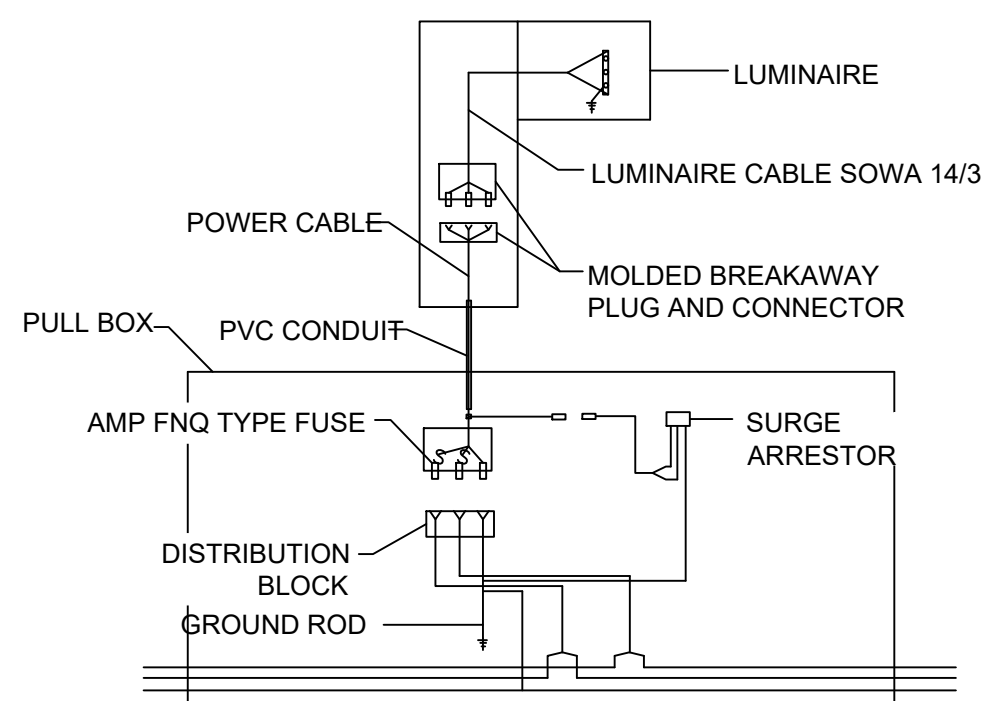 LUMINAIRE
LUMINAIRE CABLE SOWA 14/3
POWER CABLE
MOLDED BREAKAWAY
PLUG AND CONNECTOR
PULL BOX
PVC CONDUIT
AMP FNQ TYPE FUSE
SURGE
ARRESTOR
DISTRIBUTION
BLOCK
GROUND ROD